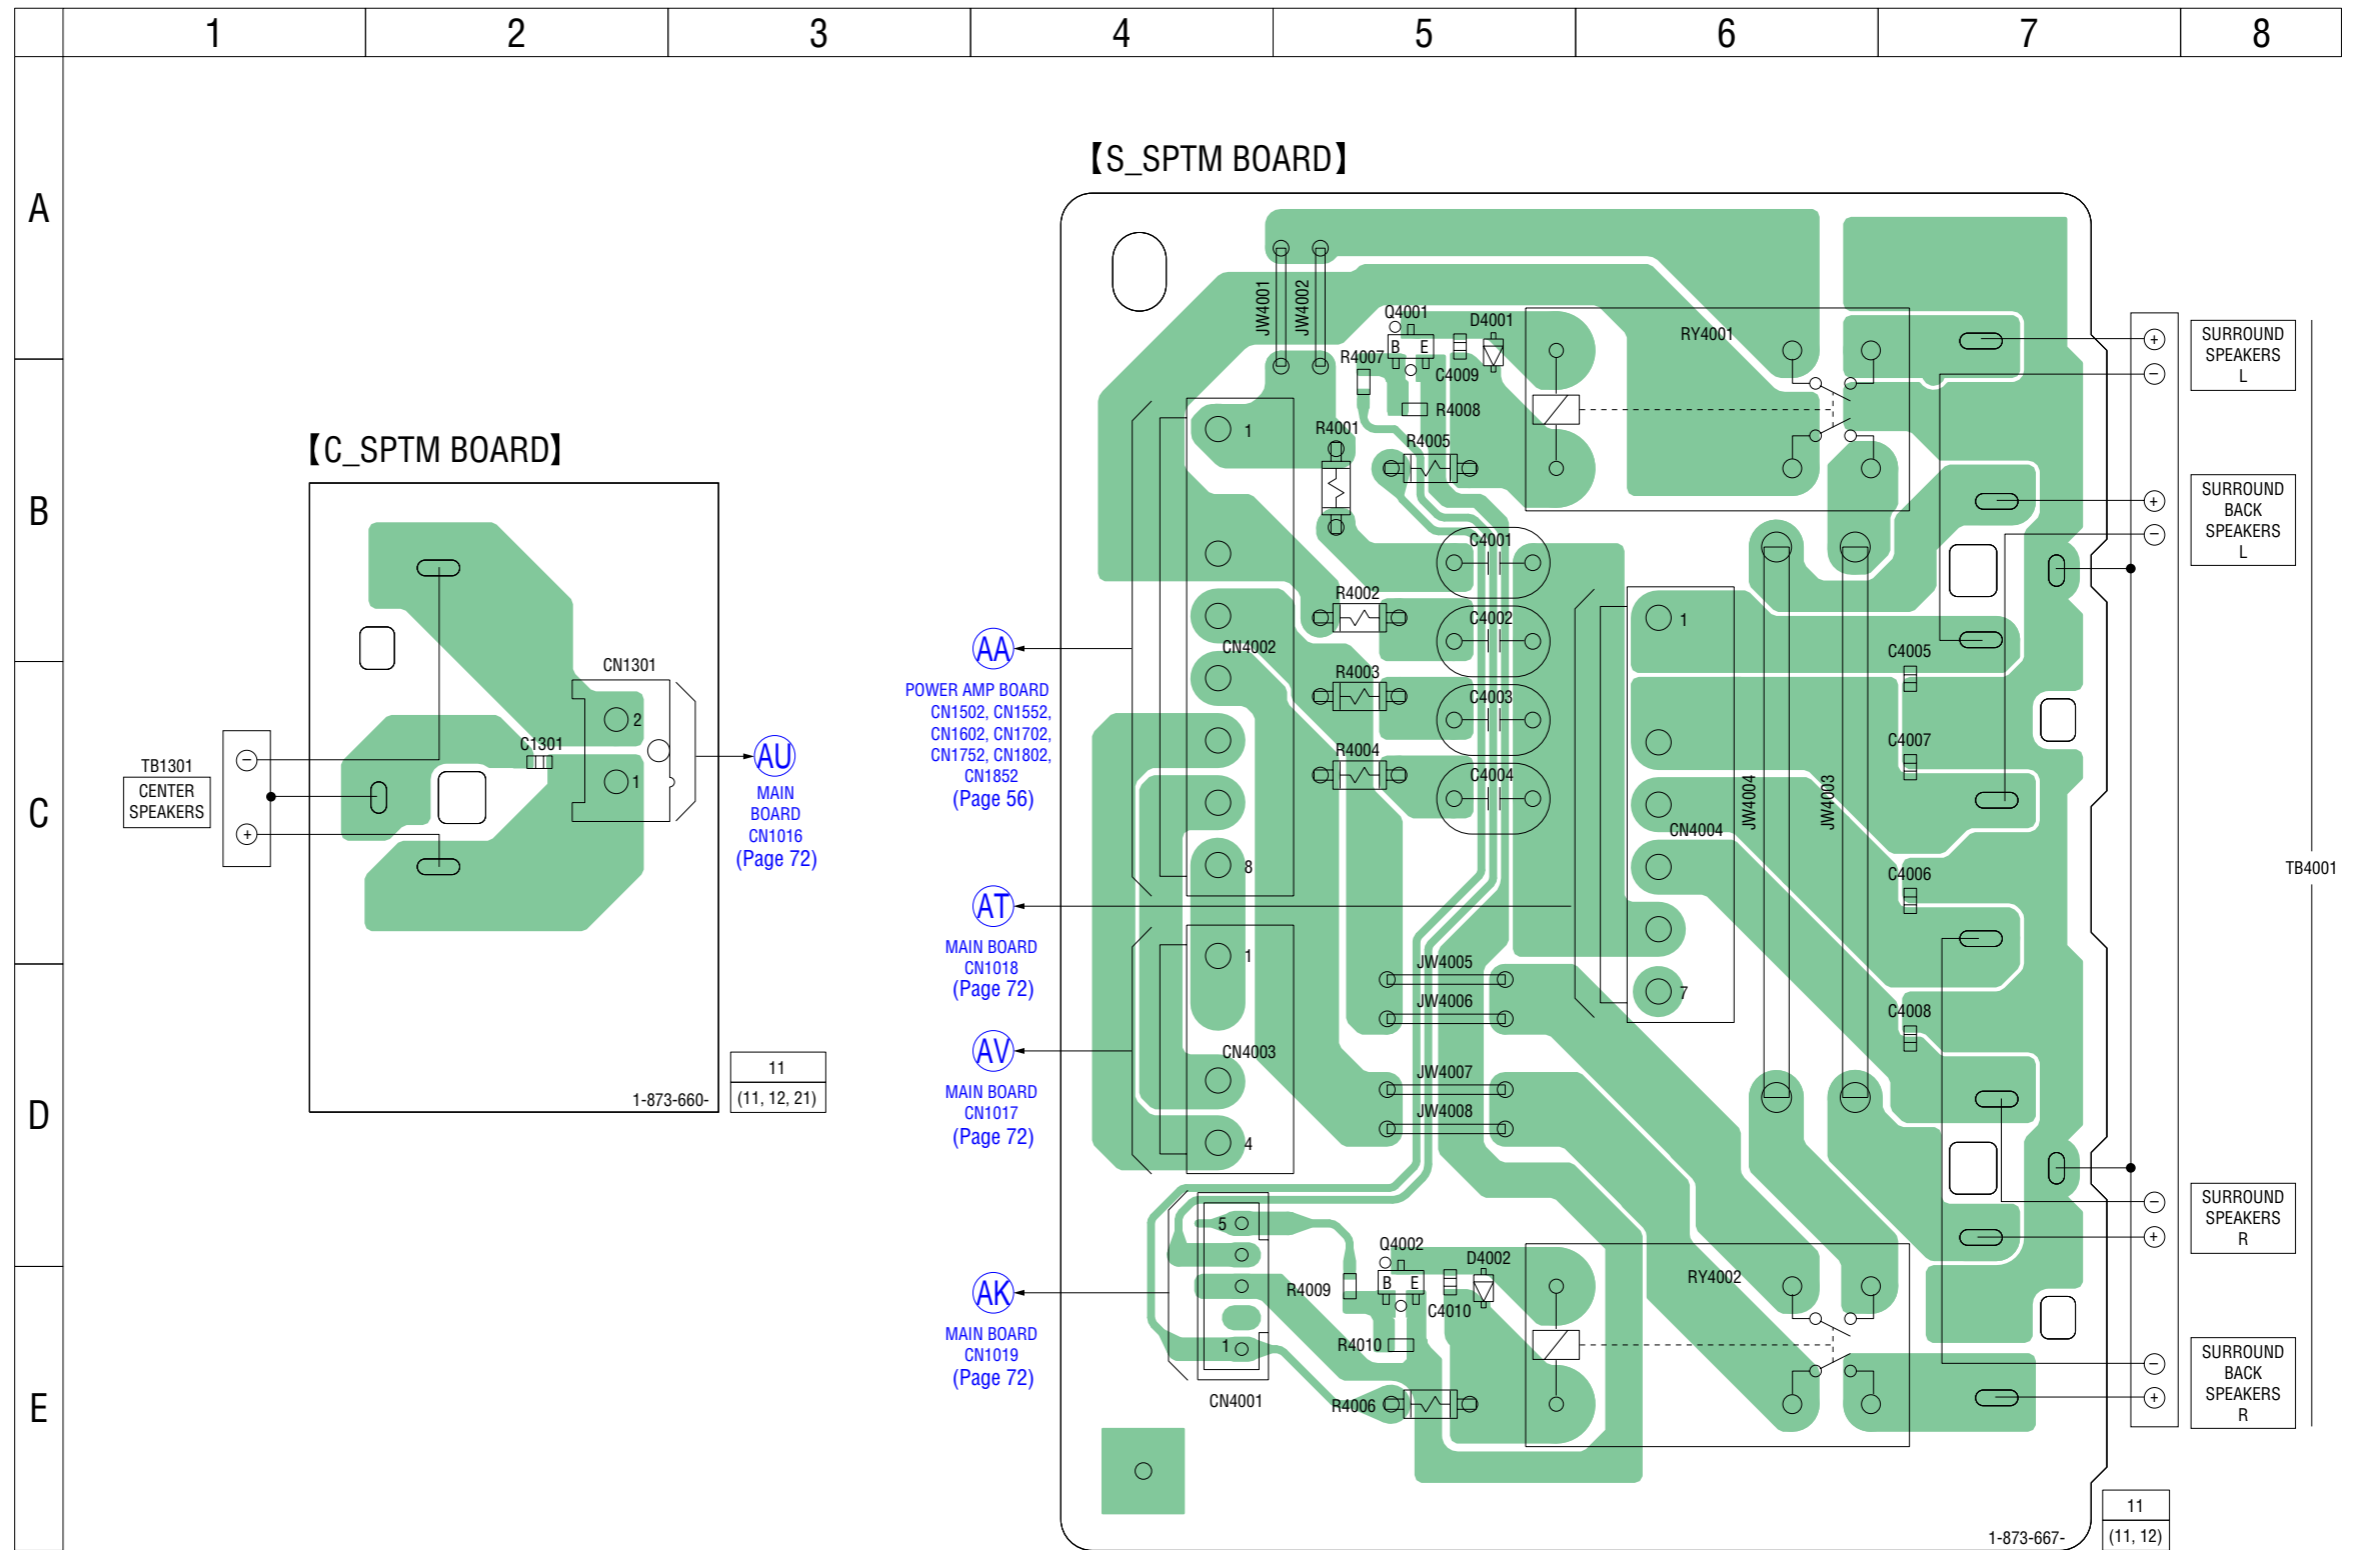 1 2 3 4 5 6 7 8
A
B
C
D
E
【C_SPTM BOARD】
CN1301
2
1
C1301
TB1301
CENTER
SPEAKERS
−
+
AU
MAIN
BOARD
CN1016
(Page 72)
1-873-660-
11
(11, 12, 21)
【S_SPTM BOARD】
JW4001
JW4002
Q4001
B E
D4001
R4007
C4009
R4008
R4001
R4005
RY4001
1
C4001
R4002
C4002
CN4002
R4003
C4003
R4004
C4004
8
AA
POWER AMP BOARD
CN1502, CN1552,
CN1602, CN1702,
CN1752, CN1802,
CN1852
(Page 56)
AT
MAIN BOARD
CN1018
(Page 72)
AV
MAIN BOARD
CN1017
(Page 72)
AK
MAIN BOARD
CN1019
(Page 72)
1
CN4003
4
JW4005
JW4006
JW4007
JW4008
1
CN4004
7
JW4004
JW4003
C4005
C4007
C4006
C4008
5
1
CN4001
Q4002
B E
D4002
R4009
C4010
R4010
R4006
RY4002
+
−
SURROUND
SPEAKERS
L
+
−
SURROUND
BACK
SPEAKERS
L
TB4001
−
+
SURROUND
SPEAKERS
R
−
+
SURROUND
BACK
SPEAKERS
R
1-873-667-
11
(11, 12)